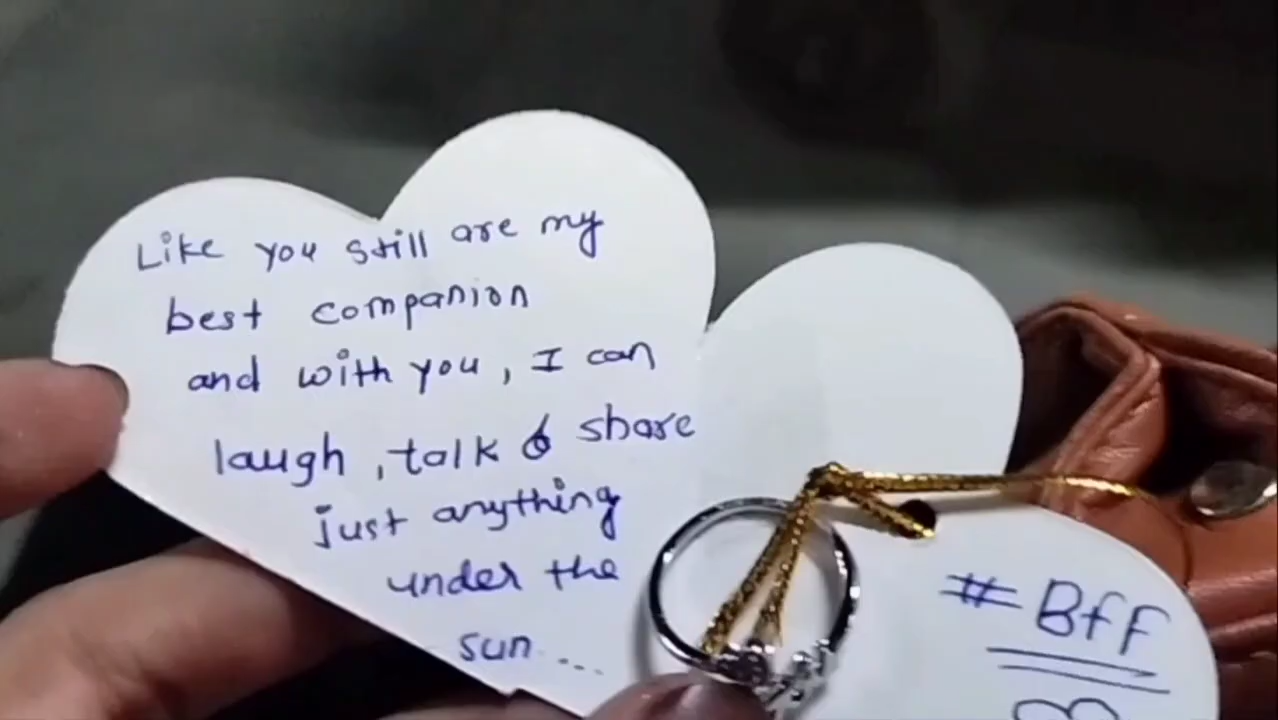 Like you still are my
best companion
and with you, I can
laugh, talk & share
just anything
under the
sun....
#Bff